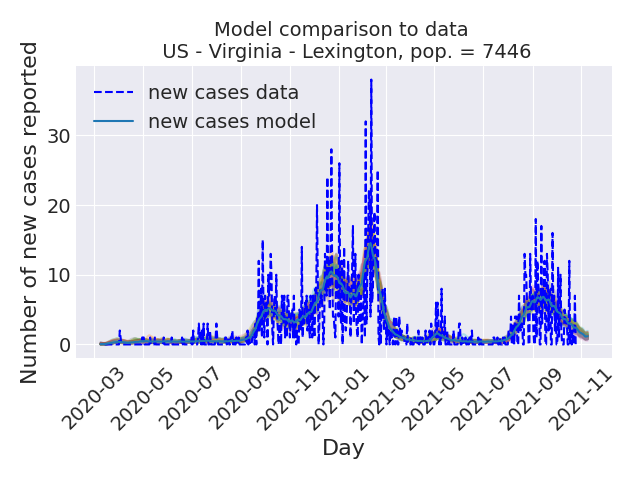 Model comparison to data
US - Virginia - Lexington, pop. = 7446
Number of new cases reported
new cases data
new cases model
30
20
10
0
2020-03
2020-05
2020-07
2020-09
2020-11
2021-01
2021-03
2021-05
2021-07
2021-09
2021-11
Day